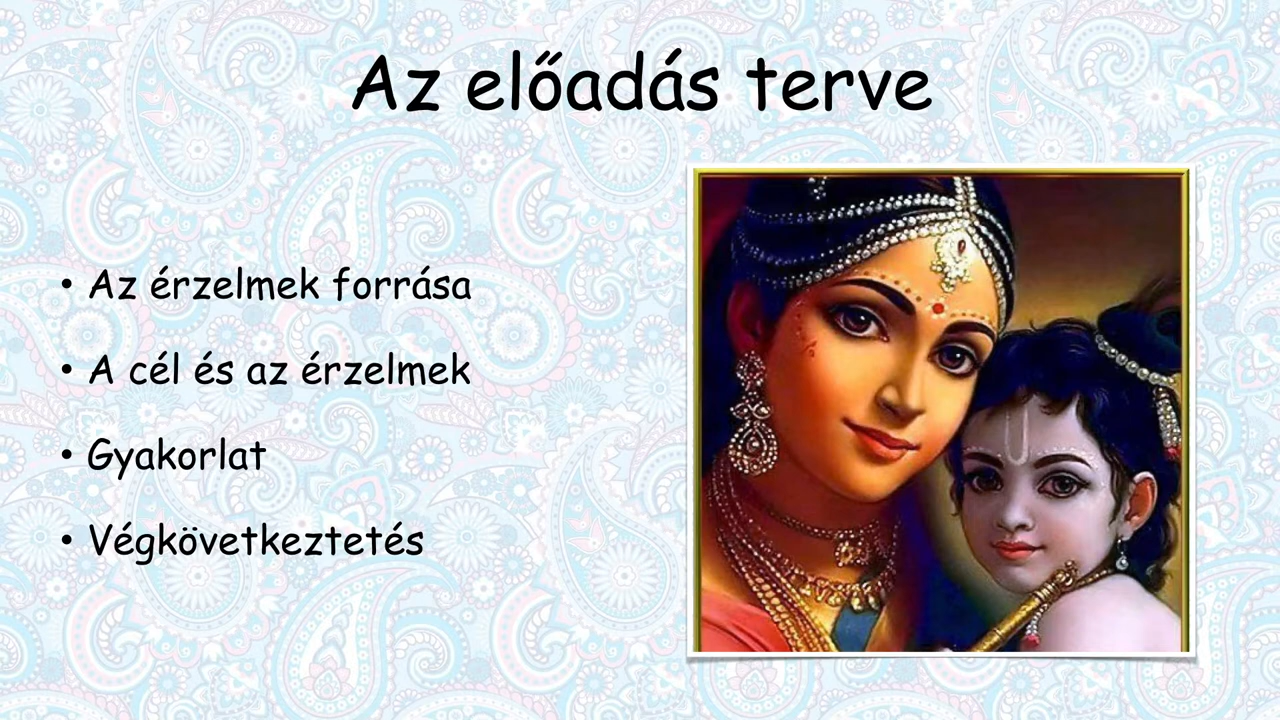 Az előadás terve
• Az érzelmek forrása
• A cél és az érzelmek
• Gyakorlat
• Végkövetkeztetés